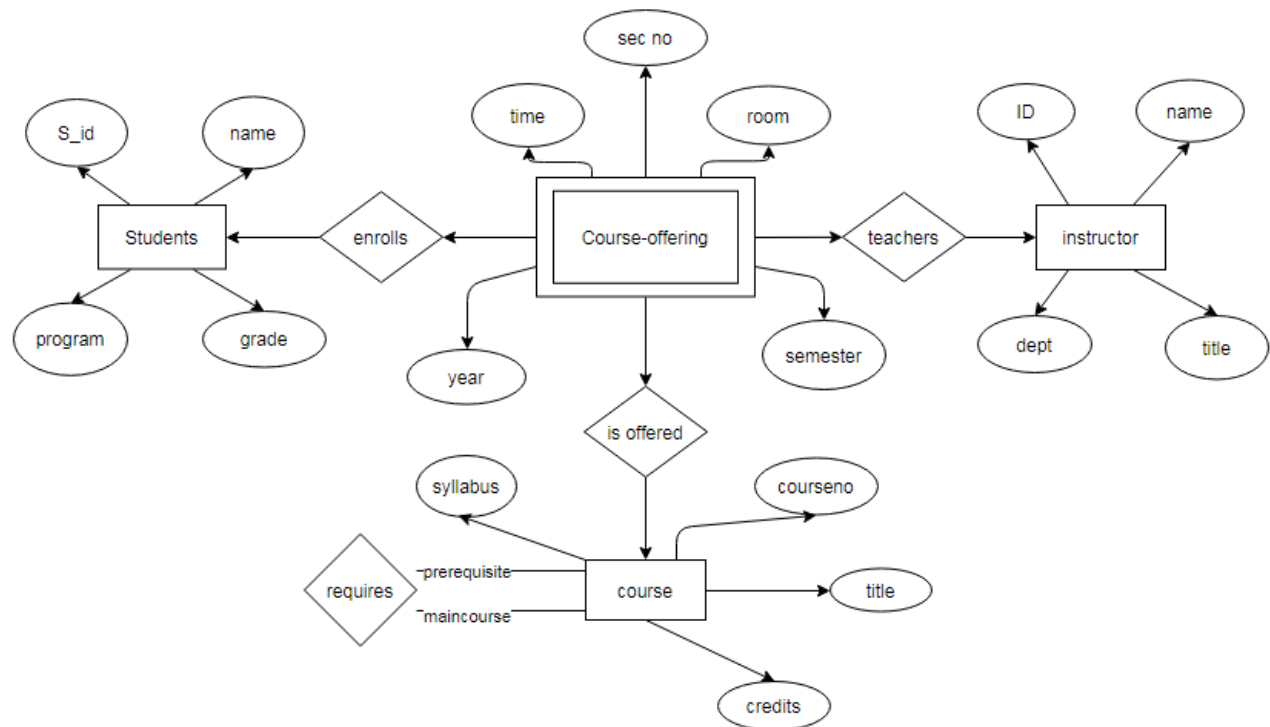 sec no
time
room
S_id
name
ID
name
Students
enrolls
Course-offering
teachers
instructor
program
grade
year
semester
dept
title
is offered
syllabus
courseno
requires
prerequisite
maincourse
course
title
credits